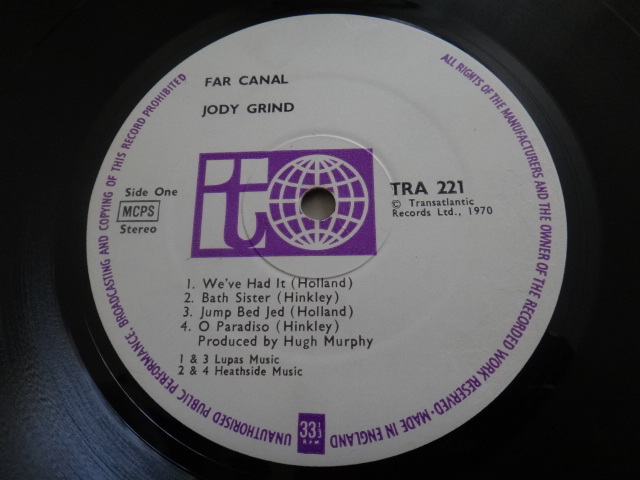 FAR CANAL
JODY GRIND
it
Side One
MCPS
Stereo
TRA 221
© Transatlantic
Records Ltd., 1970
1. We've Had It (Holland)
2. Bath Sister (Hinkley)
3. Jump Bed Jed (Holland)
4. O Paradiso (Hinkley)
Produced by Hugh Murphy
1 & 3 Lupas Music
2 & 4 Heathside Music
ALL RIGHTS OF THE MANUFACTURERS AND THE OWNER OF THE RECORDED WORK RESERVED · MADE IN ENGLAND
33⅓
RPM
UNAUTHORISED PUBLIC PERFORMANCE, BROADCASTING AND COPYING OF THIS RECORD PROHIBITED